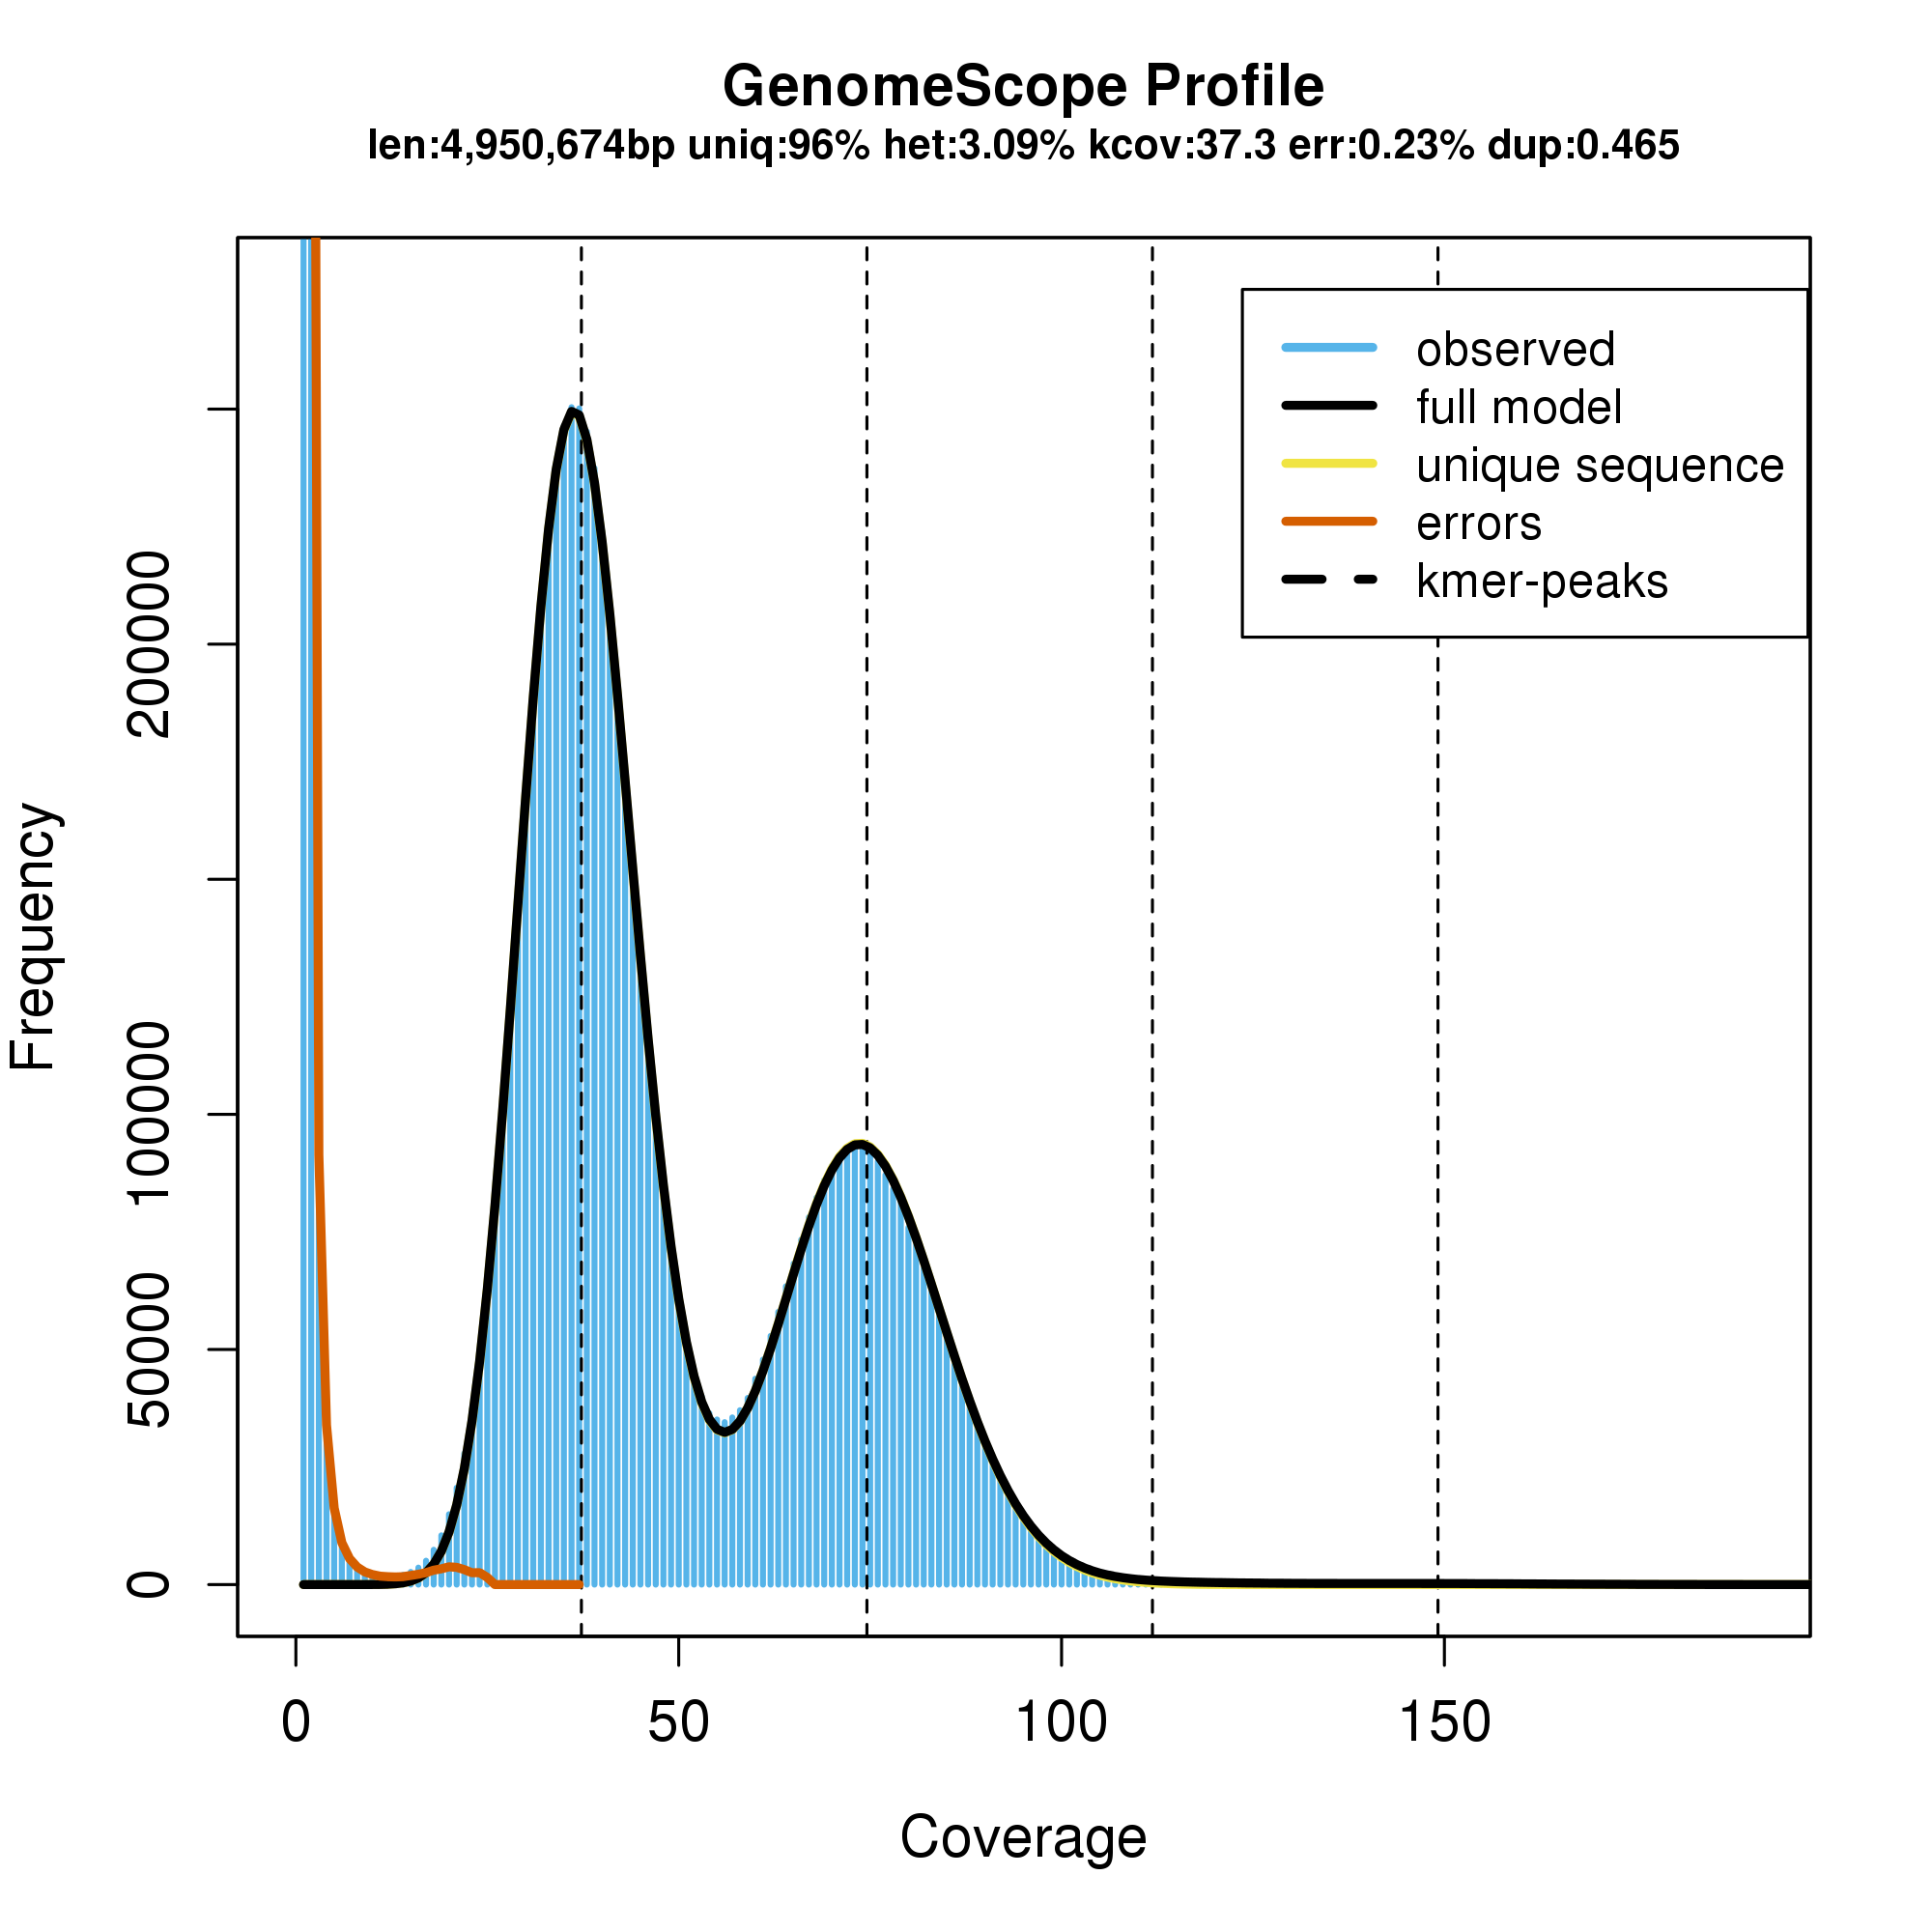 GenomeScope Profile
len:4,950,674bp uniq:96% het:3.09% kcov:37.3 err:0.23% dup:0.465
observed
full model
unique sequence
errors
kmer-peaks
Frequency
200000
100000
50000
0
0 50 100 150
Coverage